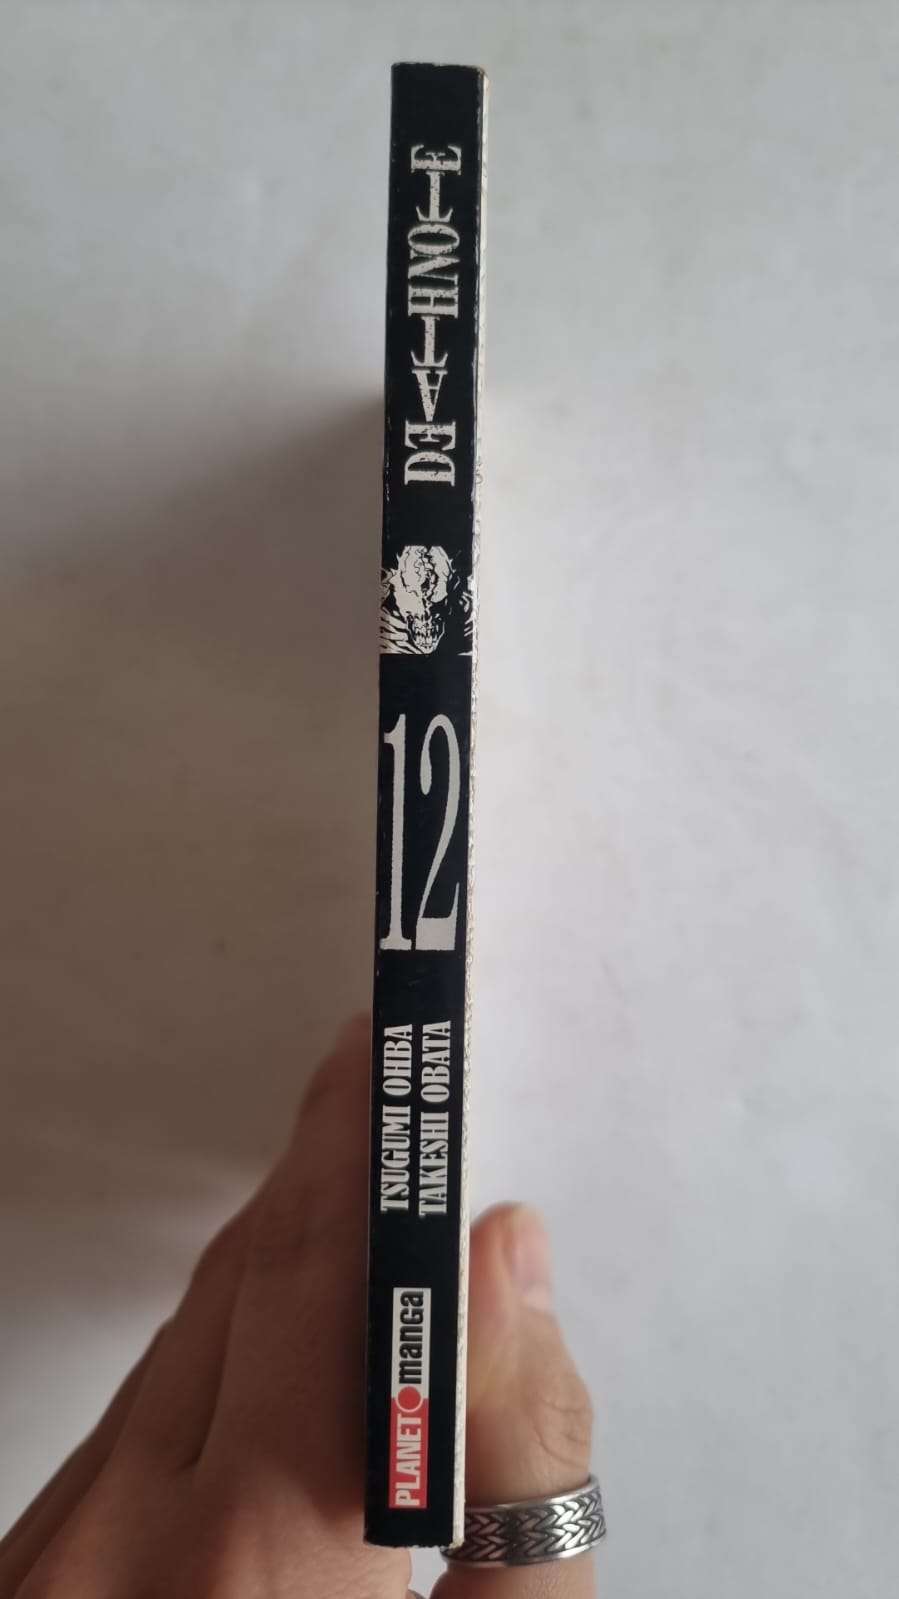 DEATH NOTE
12
TSUGUMI OHBA
TAKESHI OBATA
PLANET manga